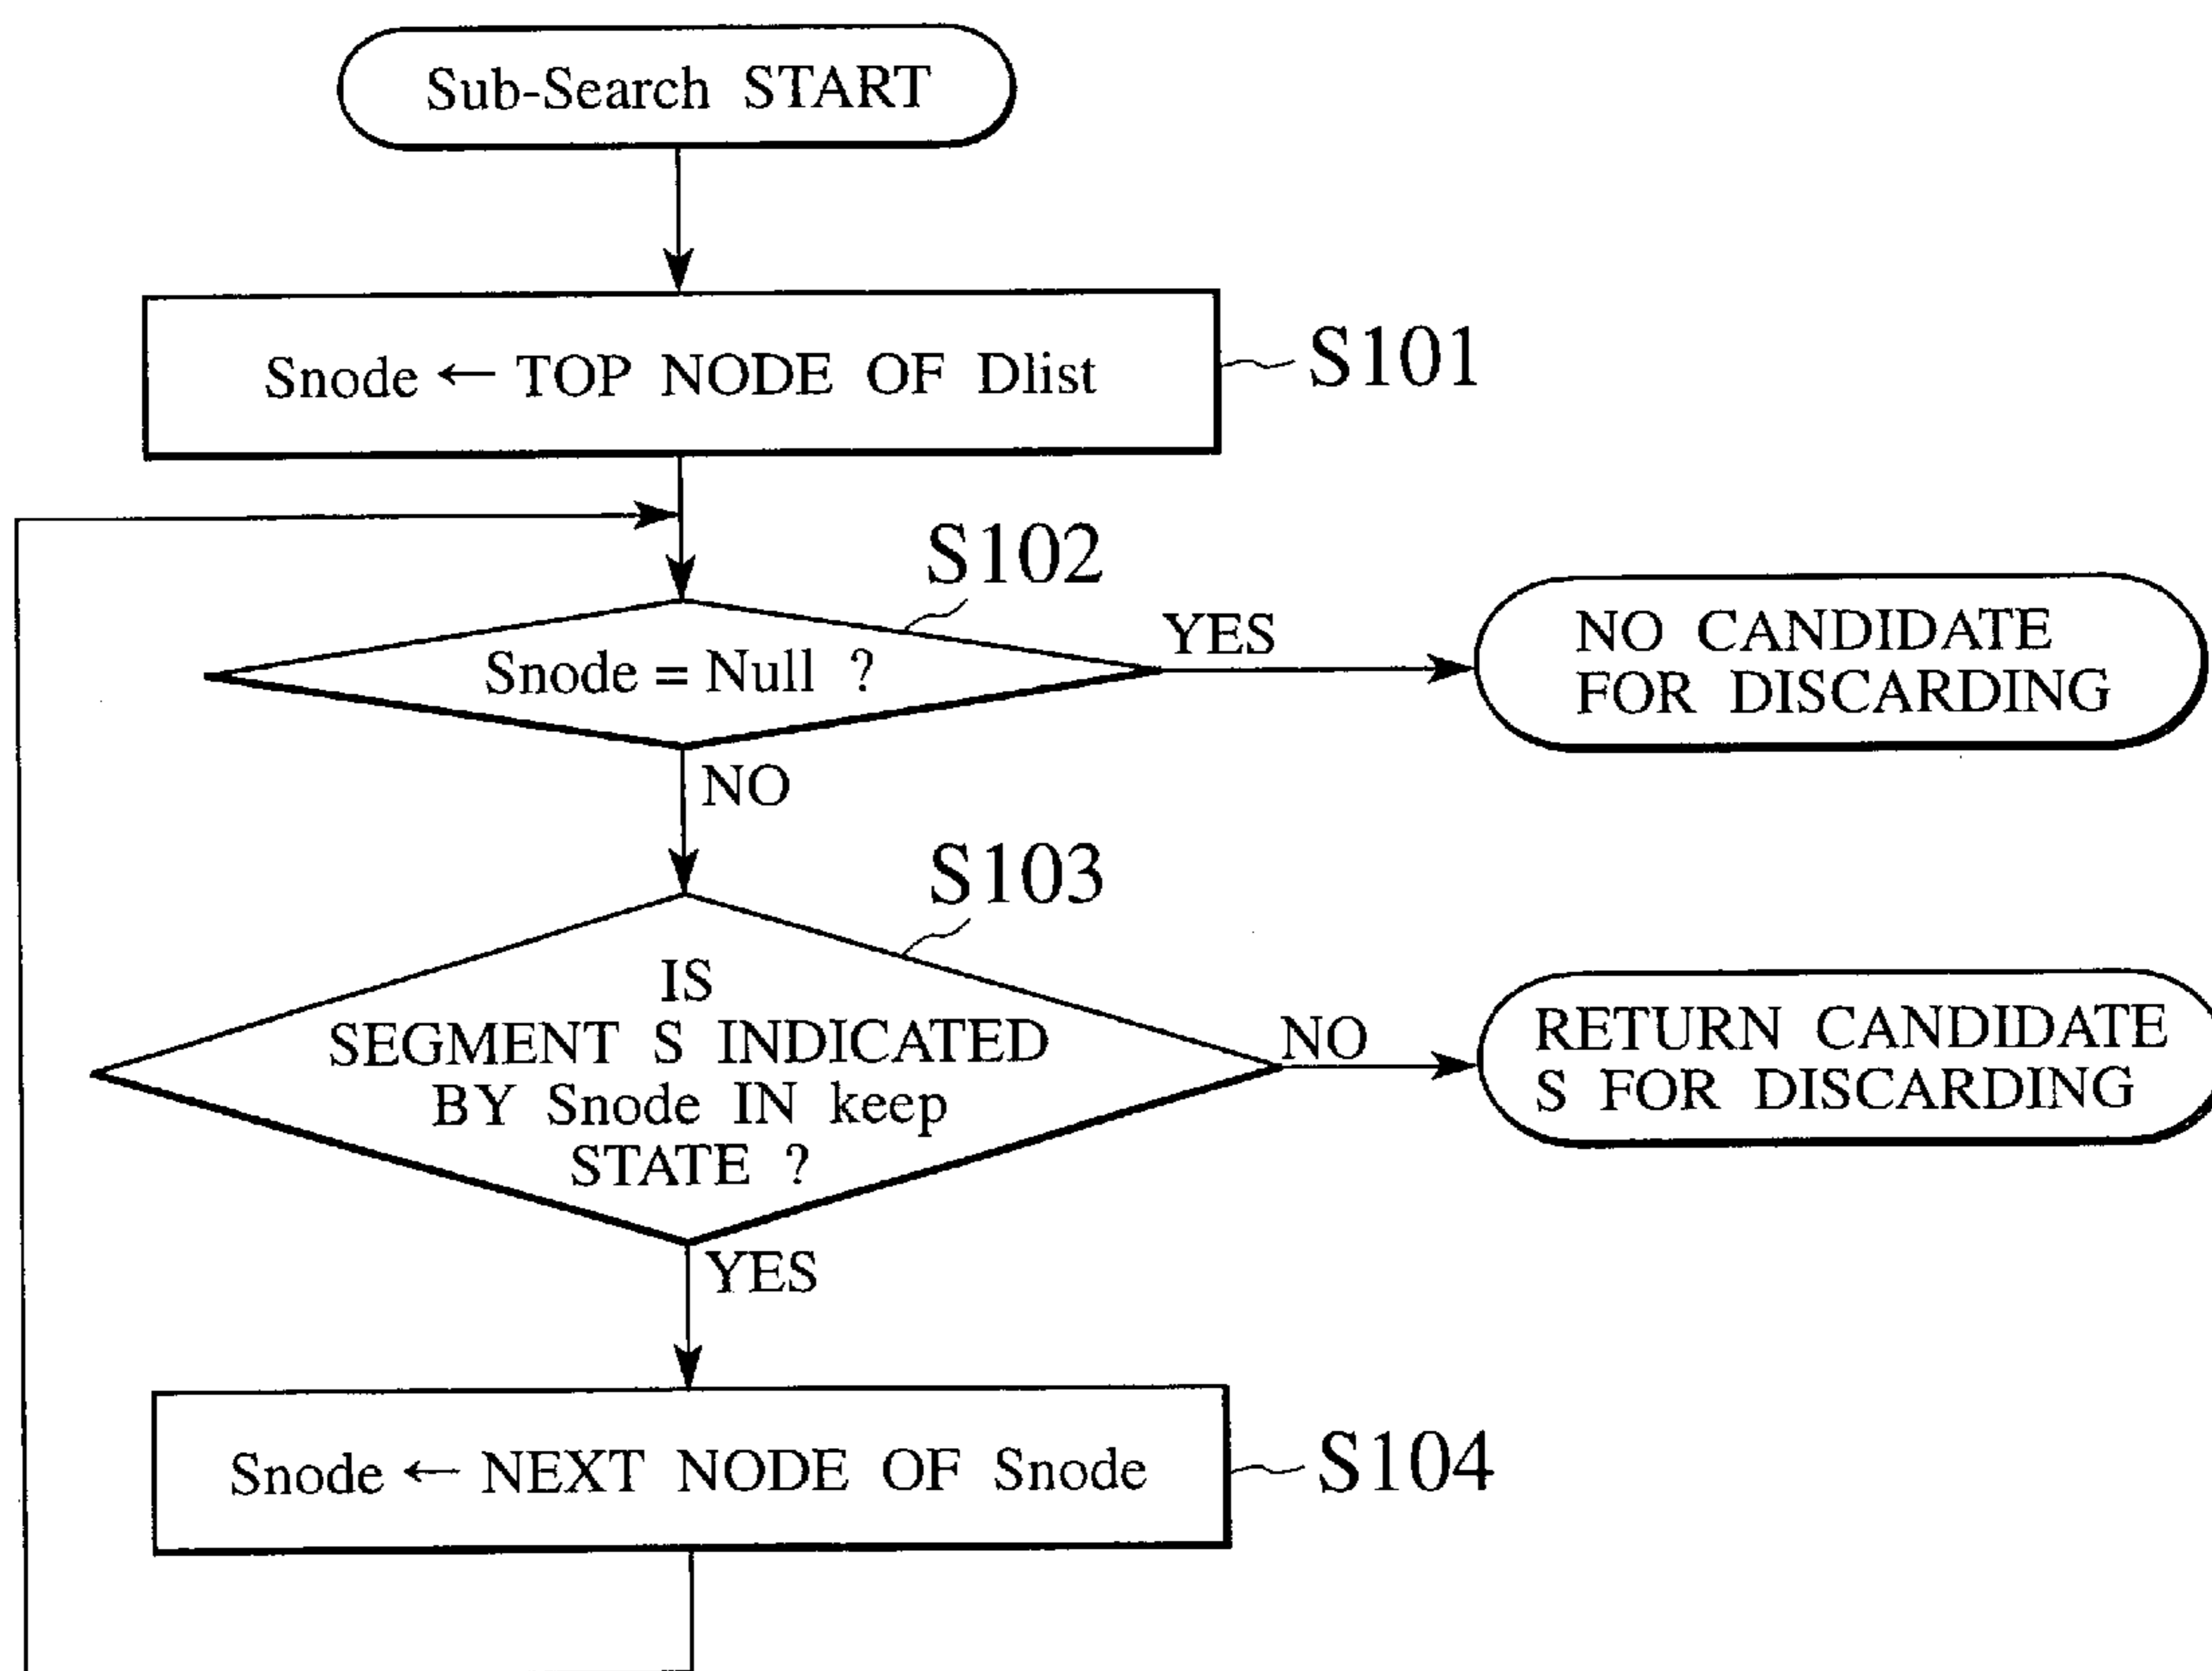 Sub-Search START
Snode ← TOP NODE OF Dlist
S101
S102
Snode = Null ?
YES
NO CANDIDATE
FOR DISCARDING
NO
S103
IS
SEGMENT S INDICATED
BY Snode IN keep
STATE ?
NO
RETURN CANDIDATE
S FOR DISCARDING
YES
Snode ← NEXT NODE OF Snode
S104